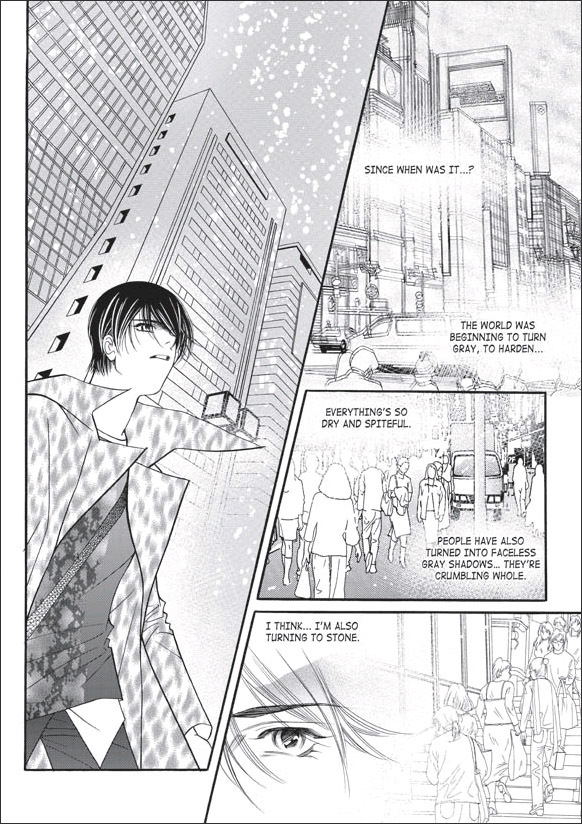 SINCE WHEN WAS IT...?
THE WORLD WAS
BEGINNING TO TURN
GRAY, TO HARDEN...
EVERYTHING'S SO
DRY AND SPITEFUL.
PEOPLE HAVE ALSO
TURNED INTO FACELESS
GRAY SHADOWS... THEY'RE
CRUMBLING WHOLE.
I THINK... I'M ALSO
TURNING TO STONE.